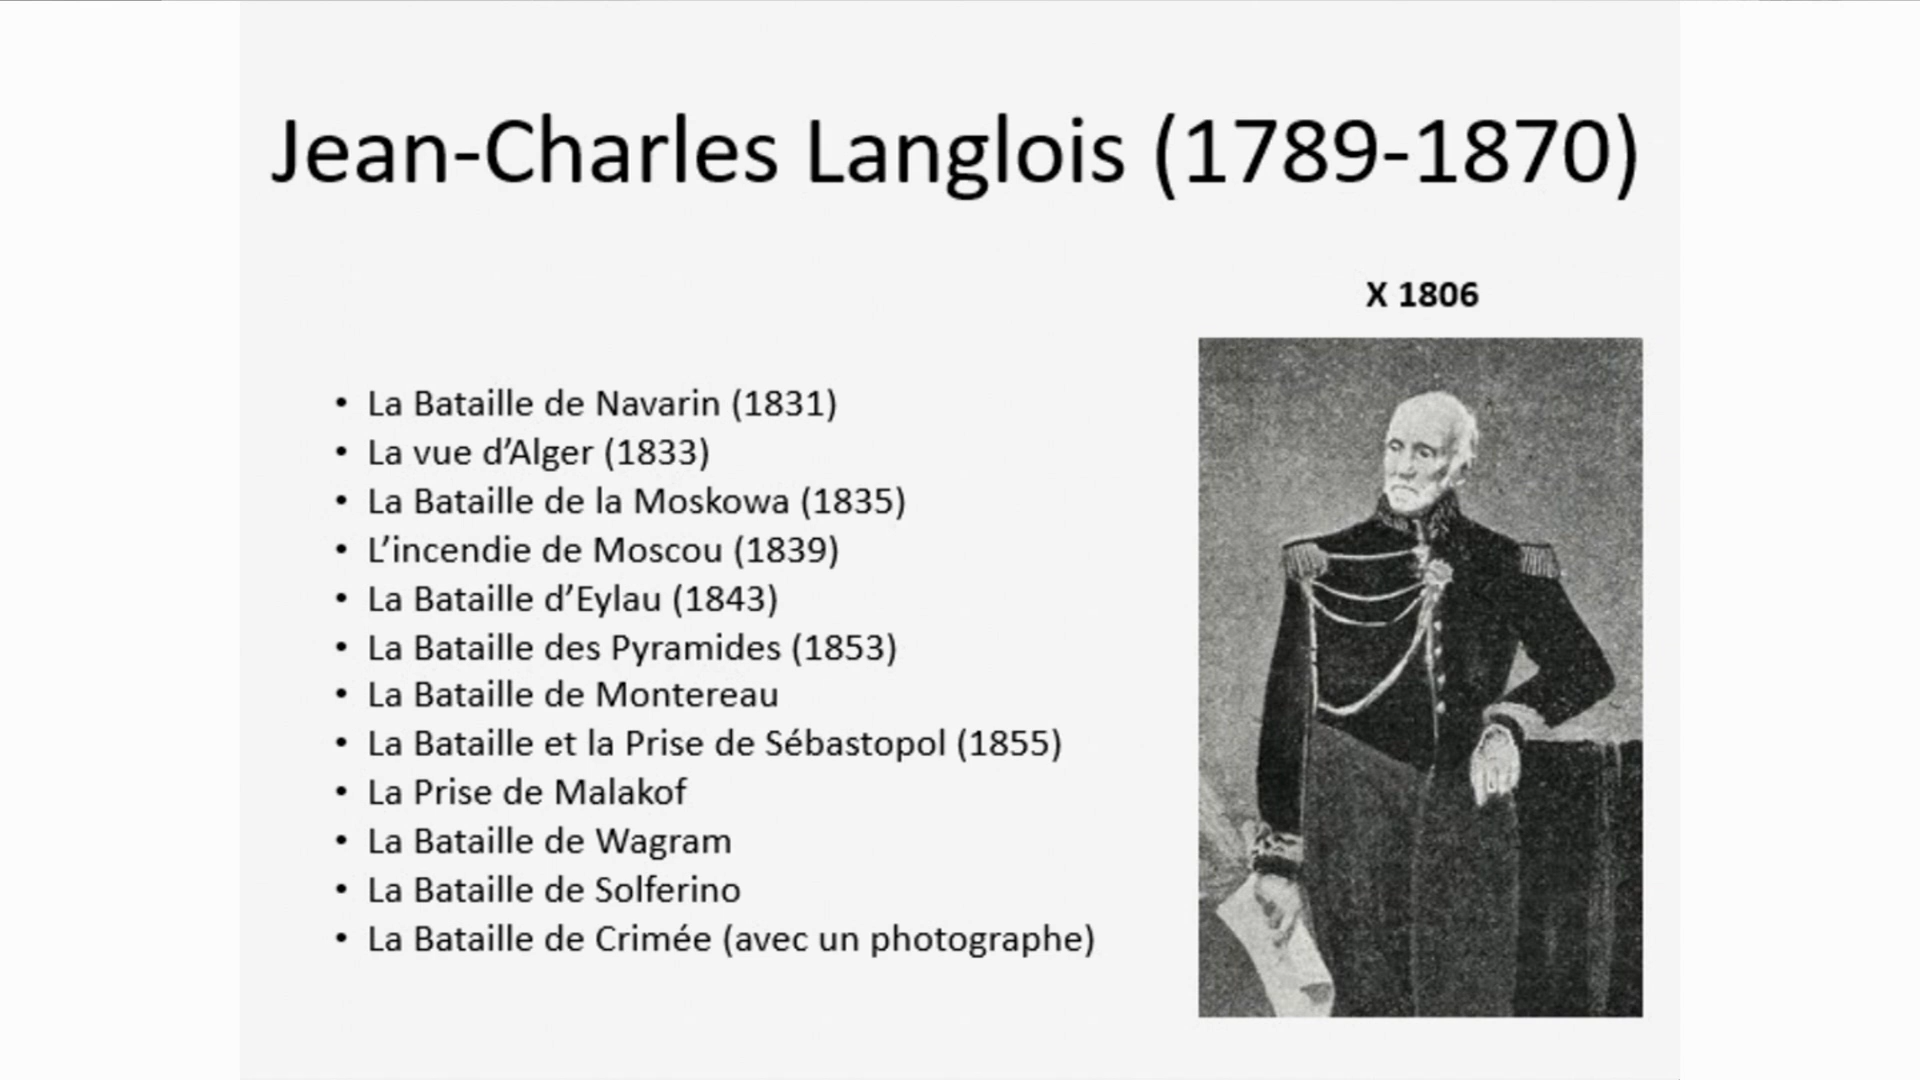 Jean-Charles Langlois (1789-1870)
X 1806
• La Bataille de Navarin (1831)
• La vue d’Alger (1833)
• La Bataille de la Moskowa (1835)
• L’incendie de Moscou (1839)
• La Bataille d’Eylau (1843)
• La Bataille des Pyramides (1853)
• La Bataille de Montereau
• La Bataille et la Prise de Sébastopol (1855)
• La Prise de Malakof
• La Bataille de Wagram
• La Bataille de Solferino
• La Bataille de Crimée (avec un photographe)